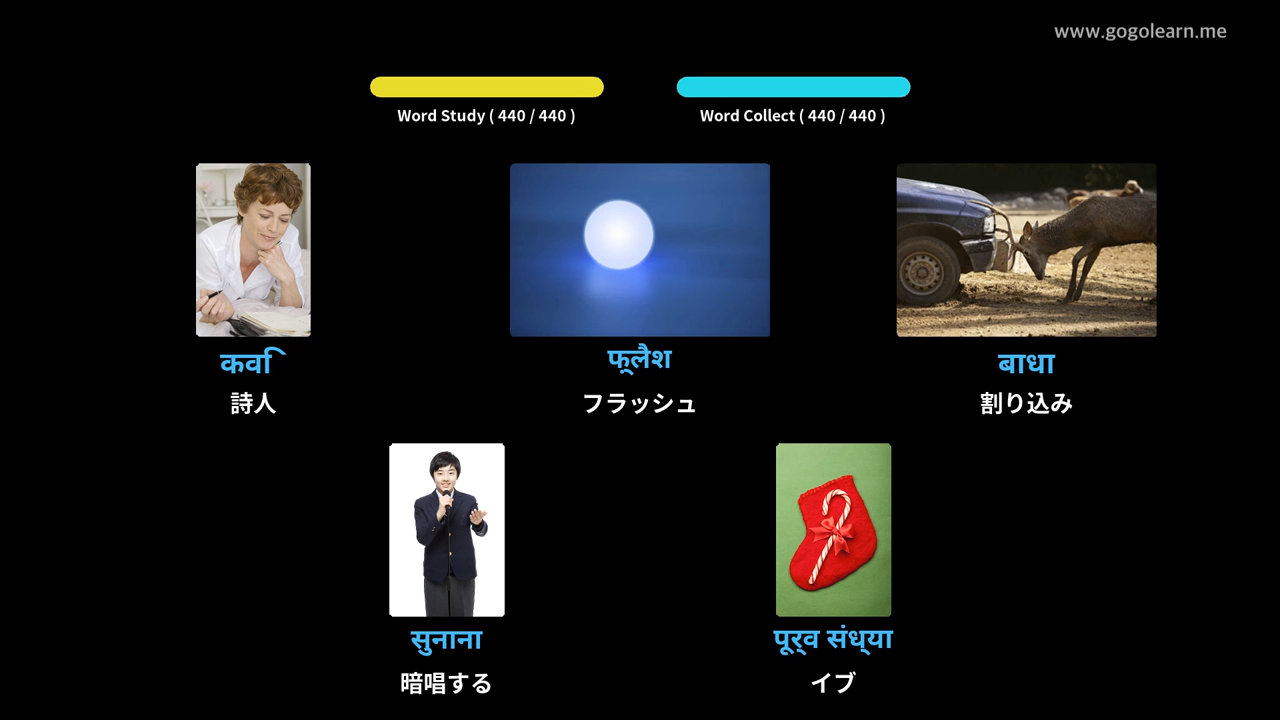 www.gogolearn.me
Word Study ( 440 / 440 )
Word Collect ( 440 / 440 )
कवि
फ़्लैश
बाधा
詩人
フラッシュ
割り込み
सुनाना
पूर्व संध्या
暗唱する
イブ